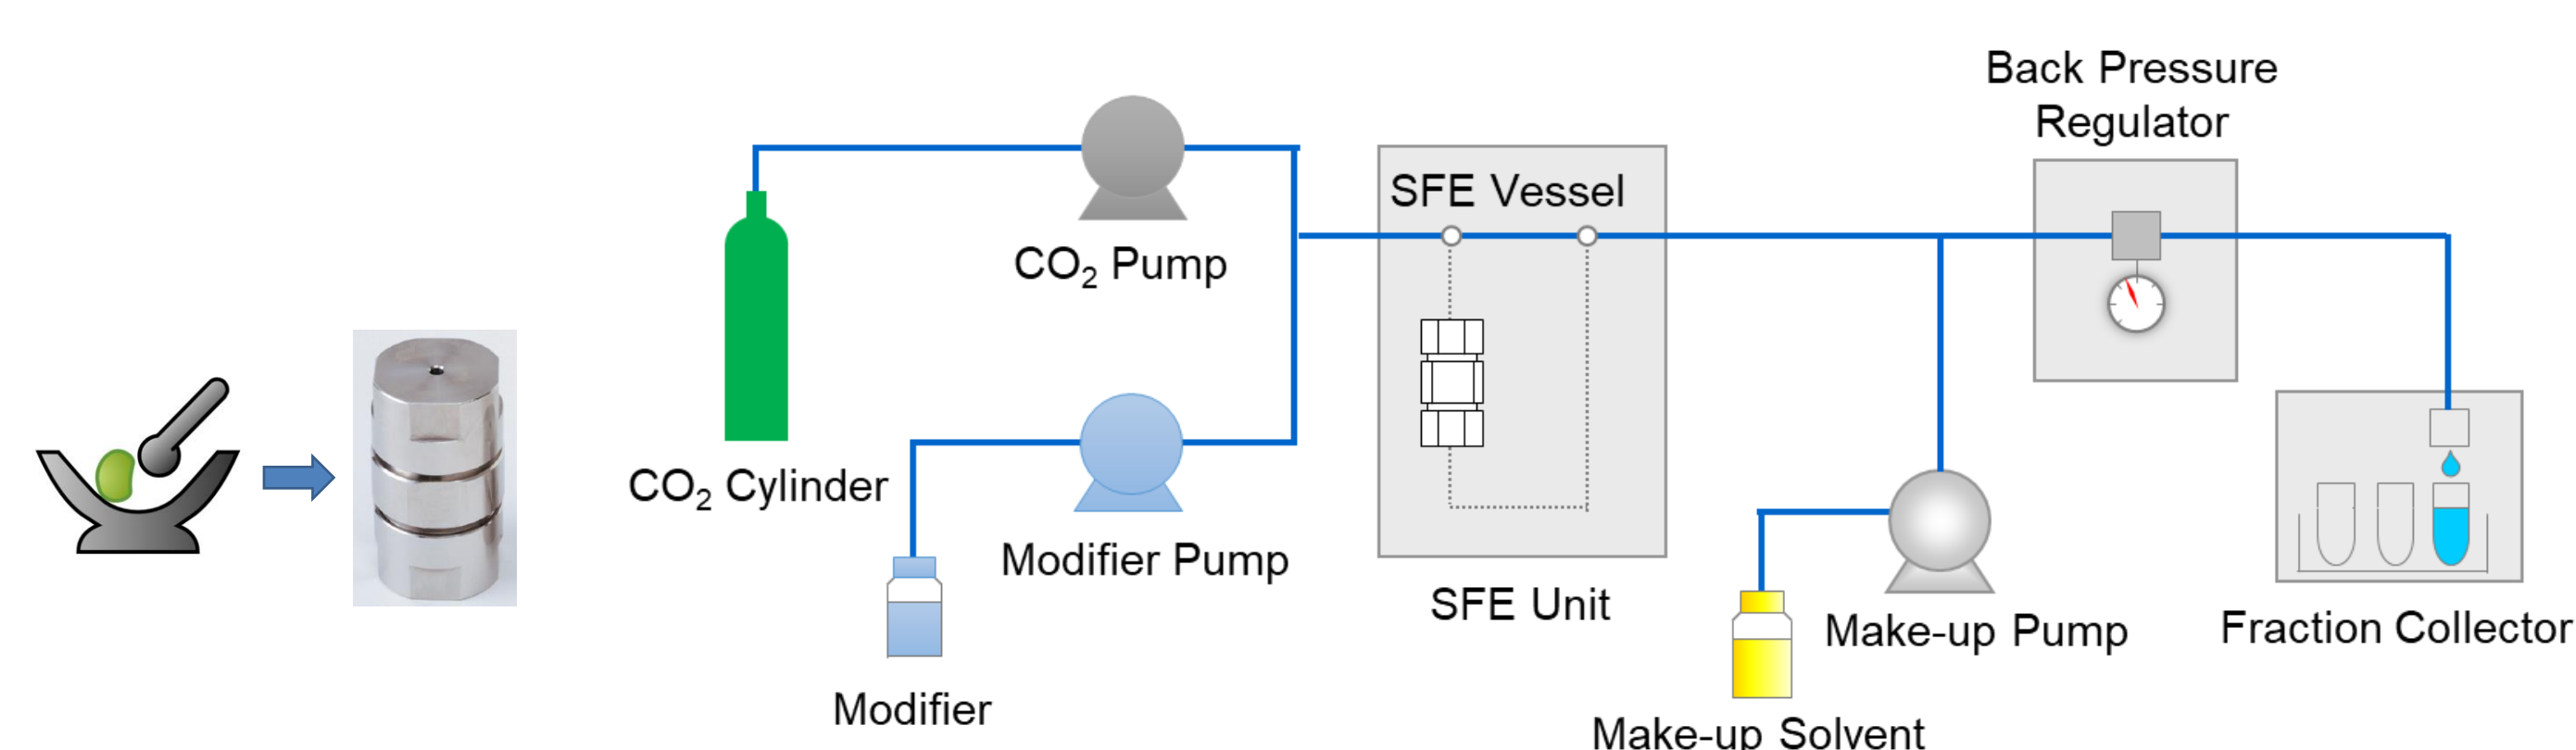 Back Pressure
Regulator
SFE Vessel
CO₂ Pump
CO₂ Cylinder
Modifier Pump
SFE Unit
Make-up Pump
Fraction Collector
Modifier
Make-up Solvent